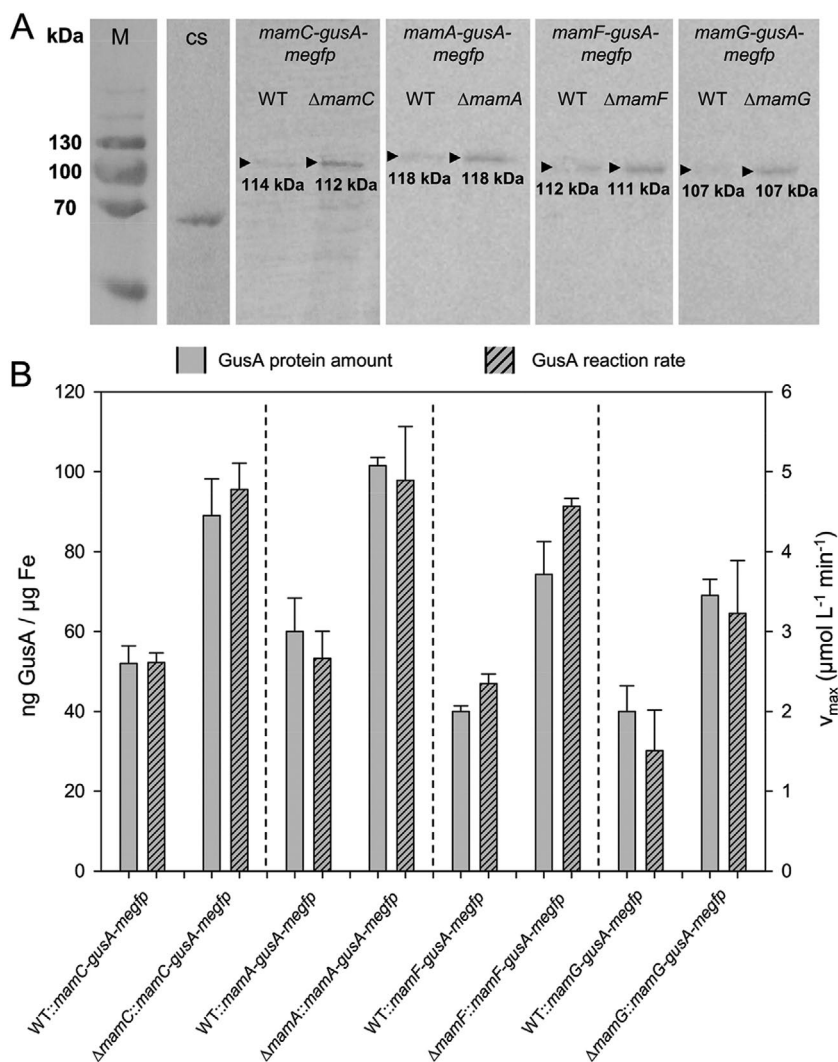 A
kDa
M
cs
mamC-gusA-
megfp
mamA-gusA-
megfp
mamF-gusA-
megfp
mamG-gusA-
megfp
WT ΔmamC
WT ΔmamA
WT ΔmamF
WT ΔmamG
130
100
70
114 kDa 112 kDa
118 kDa 118 kDa
112 kDa 111 kDa
107 kDa 107 kDa
B
GusA protein amount
GusA reaction rate
120
100
80
60
40
20
0
ng GusA / µg Fe
6
5
4
3
2
1
0
vmax (µmol L-1 min-1)
WT::mamC-gusA-megfp
ΔmamC::mamC-gusA-megfp
WT::mamA-gusA-megfp
ΔmamA::mamA-gusA-megfp
WT::mamF-gusA-megfp
ΔmamF::mamF-gusA-megfp
WT::mamG-gusA-megfp
ΔmamG::mamG-gusA-megfp